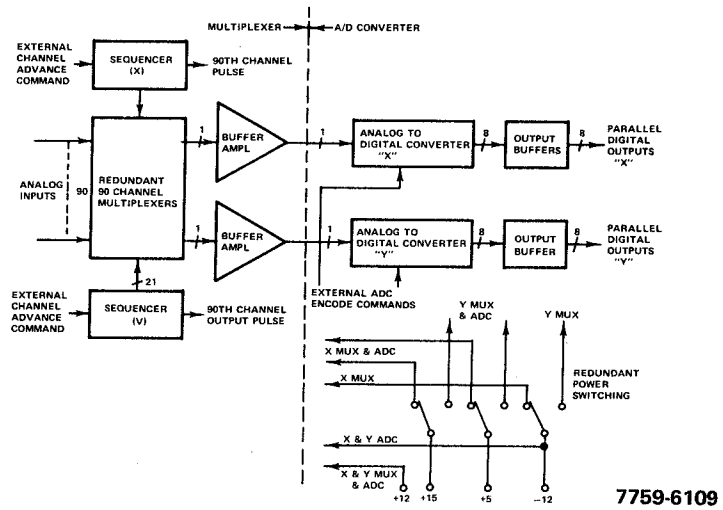 MULTIPLEXER
A/D CONVERTER
EXTERNAL
CHANNEL
ADVANCE
COMMAND
SEQUENCER
(X)
90TH CHANNEL
PULSE
ANALOG
INPUTS
90
REDUNDANT
90 CHANNEL
MULTIPLEXERS
1
BUFFER
AMPL
1
ANALOG TO
DIGITAL CONVERTER
"X"
8
OUTPUT
BUFFERS
8
PARALLEL
DIGITAL
OUTPUTS
"X"
1
BUFFER
AMPL
1
ANALOG TO
DIGITAL CONVERTER
"Y"
8
OUTPUT
BUFFER
8
PARALLEL
DIGITAL
OUTPUTS
"Y"
21
EXTERNAL
CHANNEL
ADVANCE
COMMAND
SEQUENCER
(V)
90TH CHANNEL
OUTPUT PULSE
EXTERNAL ADC
ENCODE COMMANDS
Y MUX
& ADC
Y MUX
X MUX & ADC
X MUX
REDUNDANT
POWER
SWITCHING
X & Y ADC
X & Y MUX
& ADC
+12
+15
+5
−12
7759-6109